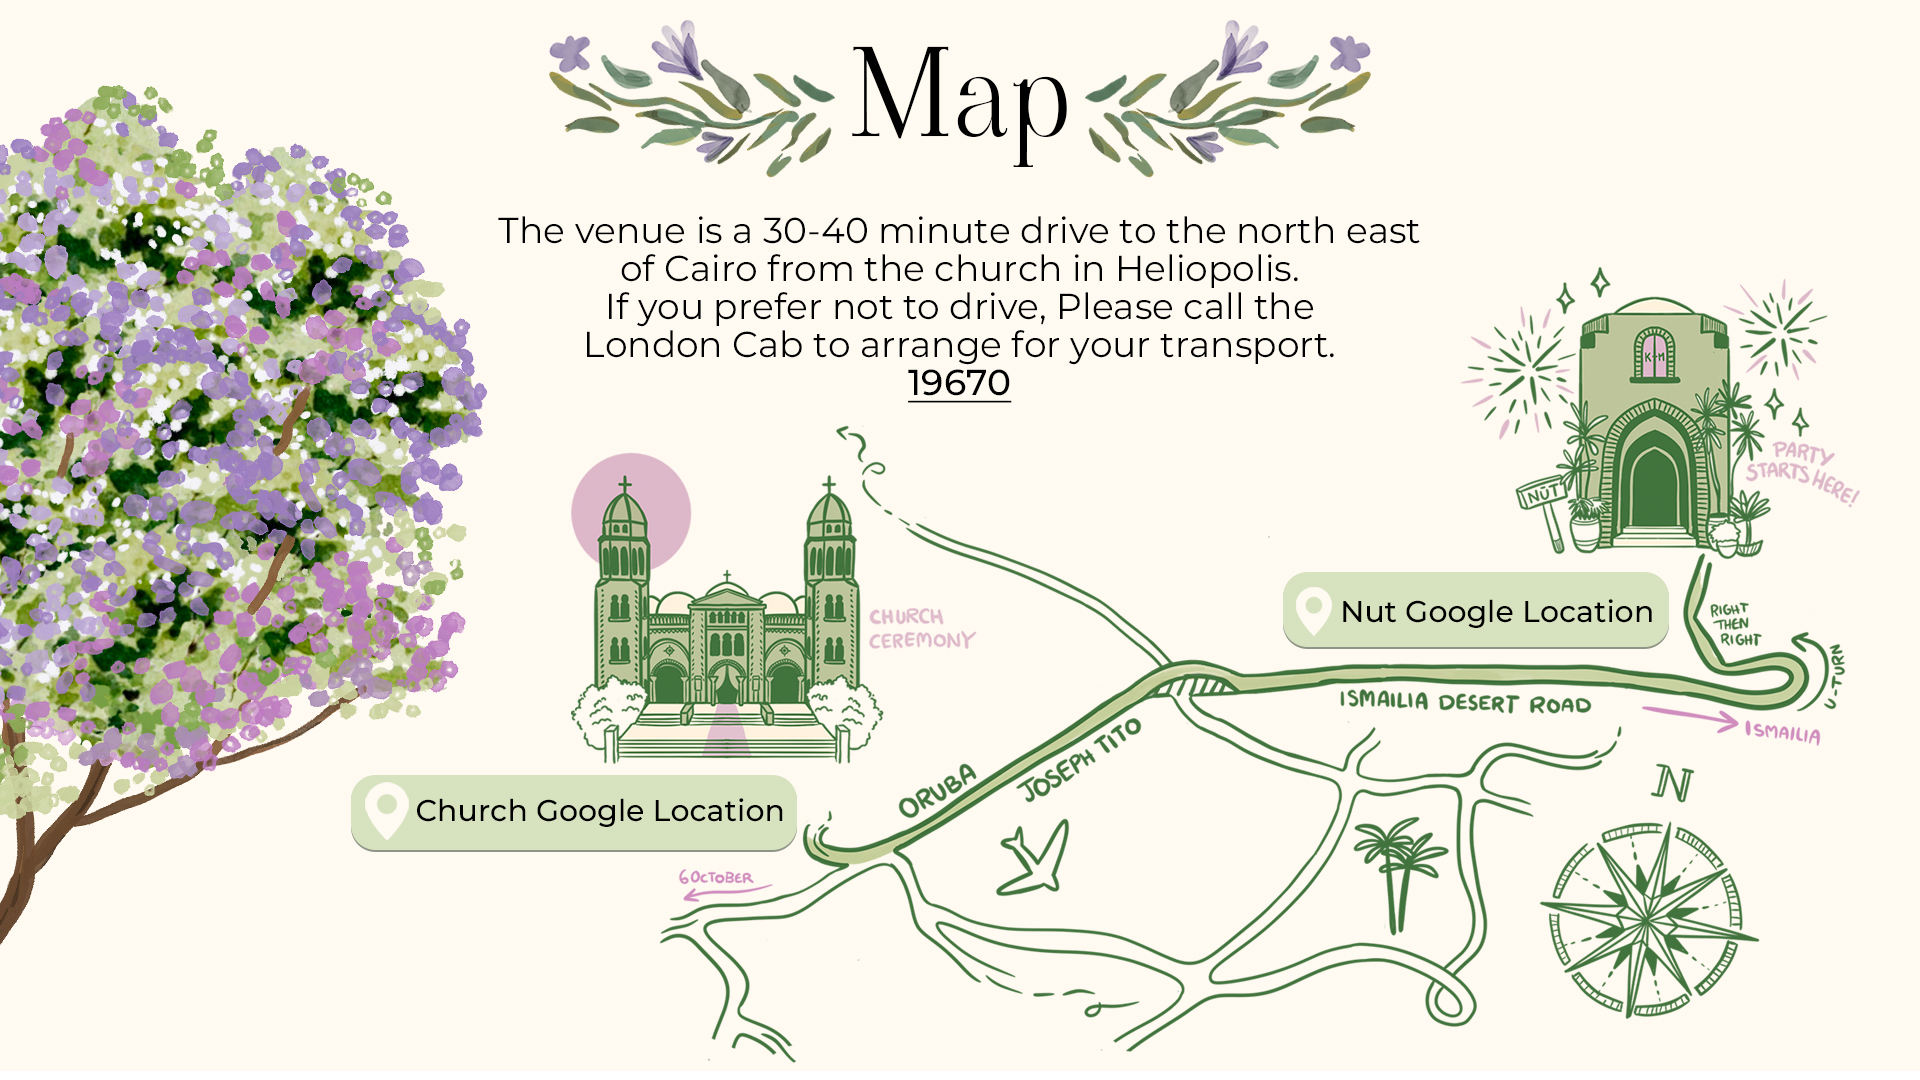 Map
The venue is a 30-40 minute drive to the north east
of Cairo from the church in Heliopolis.
If you prefer not to drive, Please call the
London Cab to arrange for your transport.
19670
K+M
PARTY
STARTS HERE!
NÜT
CHURCH
CEREMONY
Nut Google Location
RIGHT
THEN
RIGHT
U-TURN
ISMAILIA DESERT ROAD
ISMAILIA
ORUBA
JOSEPH TITO
Church Google Location
6 OCTOBER
N